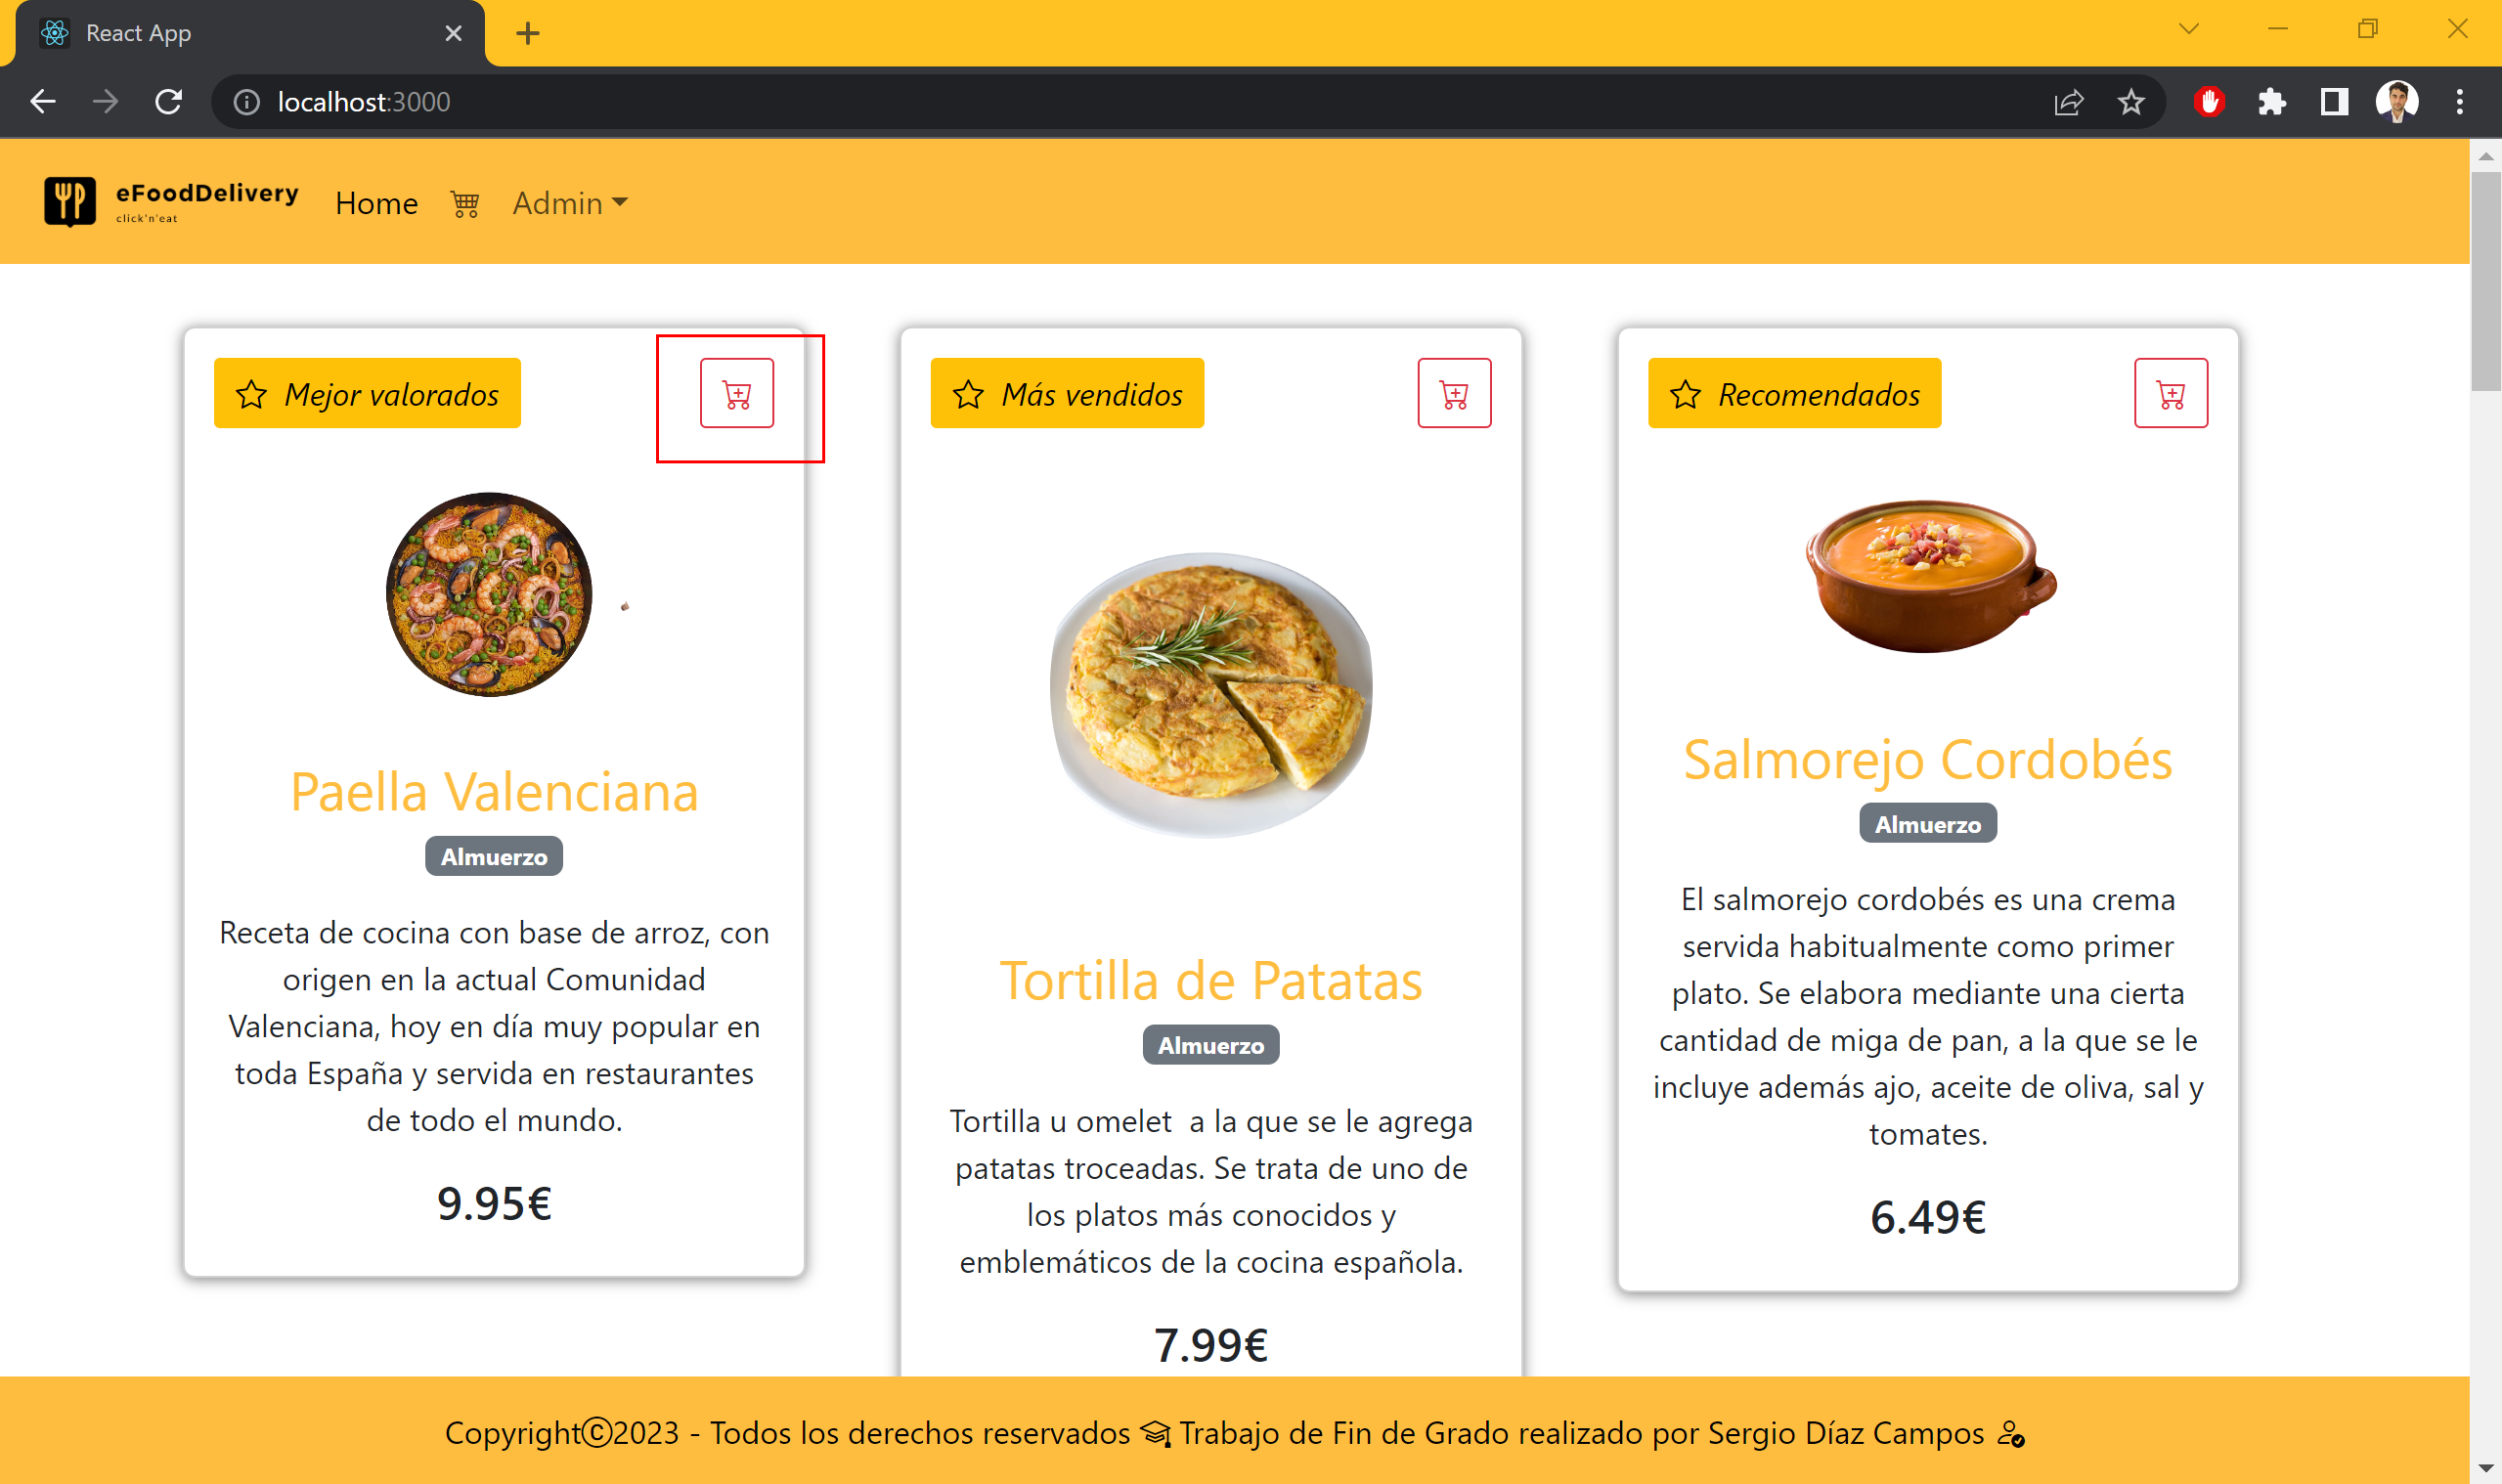 React App
localhost:3000
eFoodDelivery
click'n'eat
Home
Admin
Mejor valorados
Paella Valenciana
Almuerzo
Receta de cocina con base de arroz, con
origen en la actual Comunidad
Valenciana, hoy en día muy popular en
toda España y servida en restaurantes
de todo el mundo.
9.95€
Más vendidos
Tortilla de Patatas
Almuerzo
Tortilla u omelet  a la que se le agrega
patatas troceadas. Se trata de uno de
los platos más conocidos y
emblemáticos de la cocina española.
7.99€
Recomendados
Salmorejo Cordobés
Almuerzo
El salmorejo cordobés es una crema
servida habitualmente como primer
plato. Se elabora mediante una cierta
cantidad de miga de pan, a la que se le
incluye además ajo, aceite de oliva, sal y
tomates.
6.49€
Copyright©2023 - Todos los derechos reservados Trabajo de Fin de Grado realizado por Sergio Díaz Campos